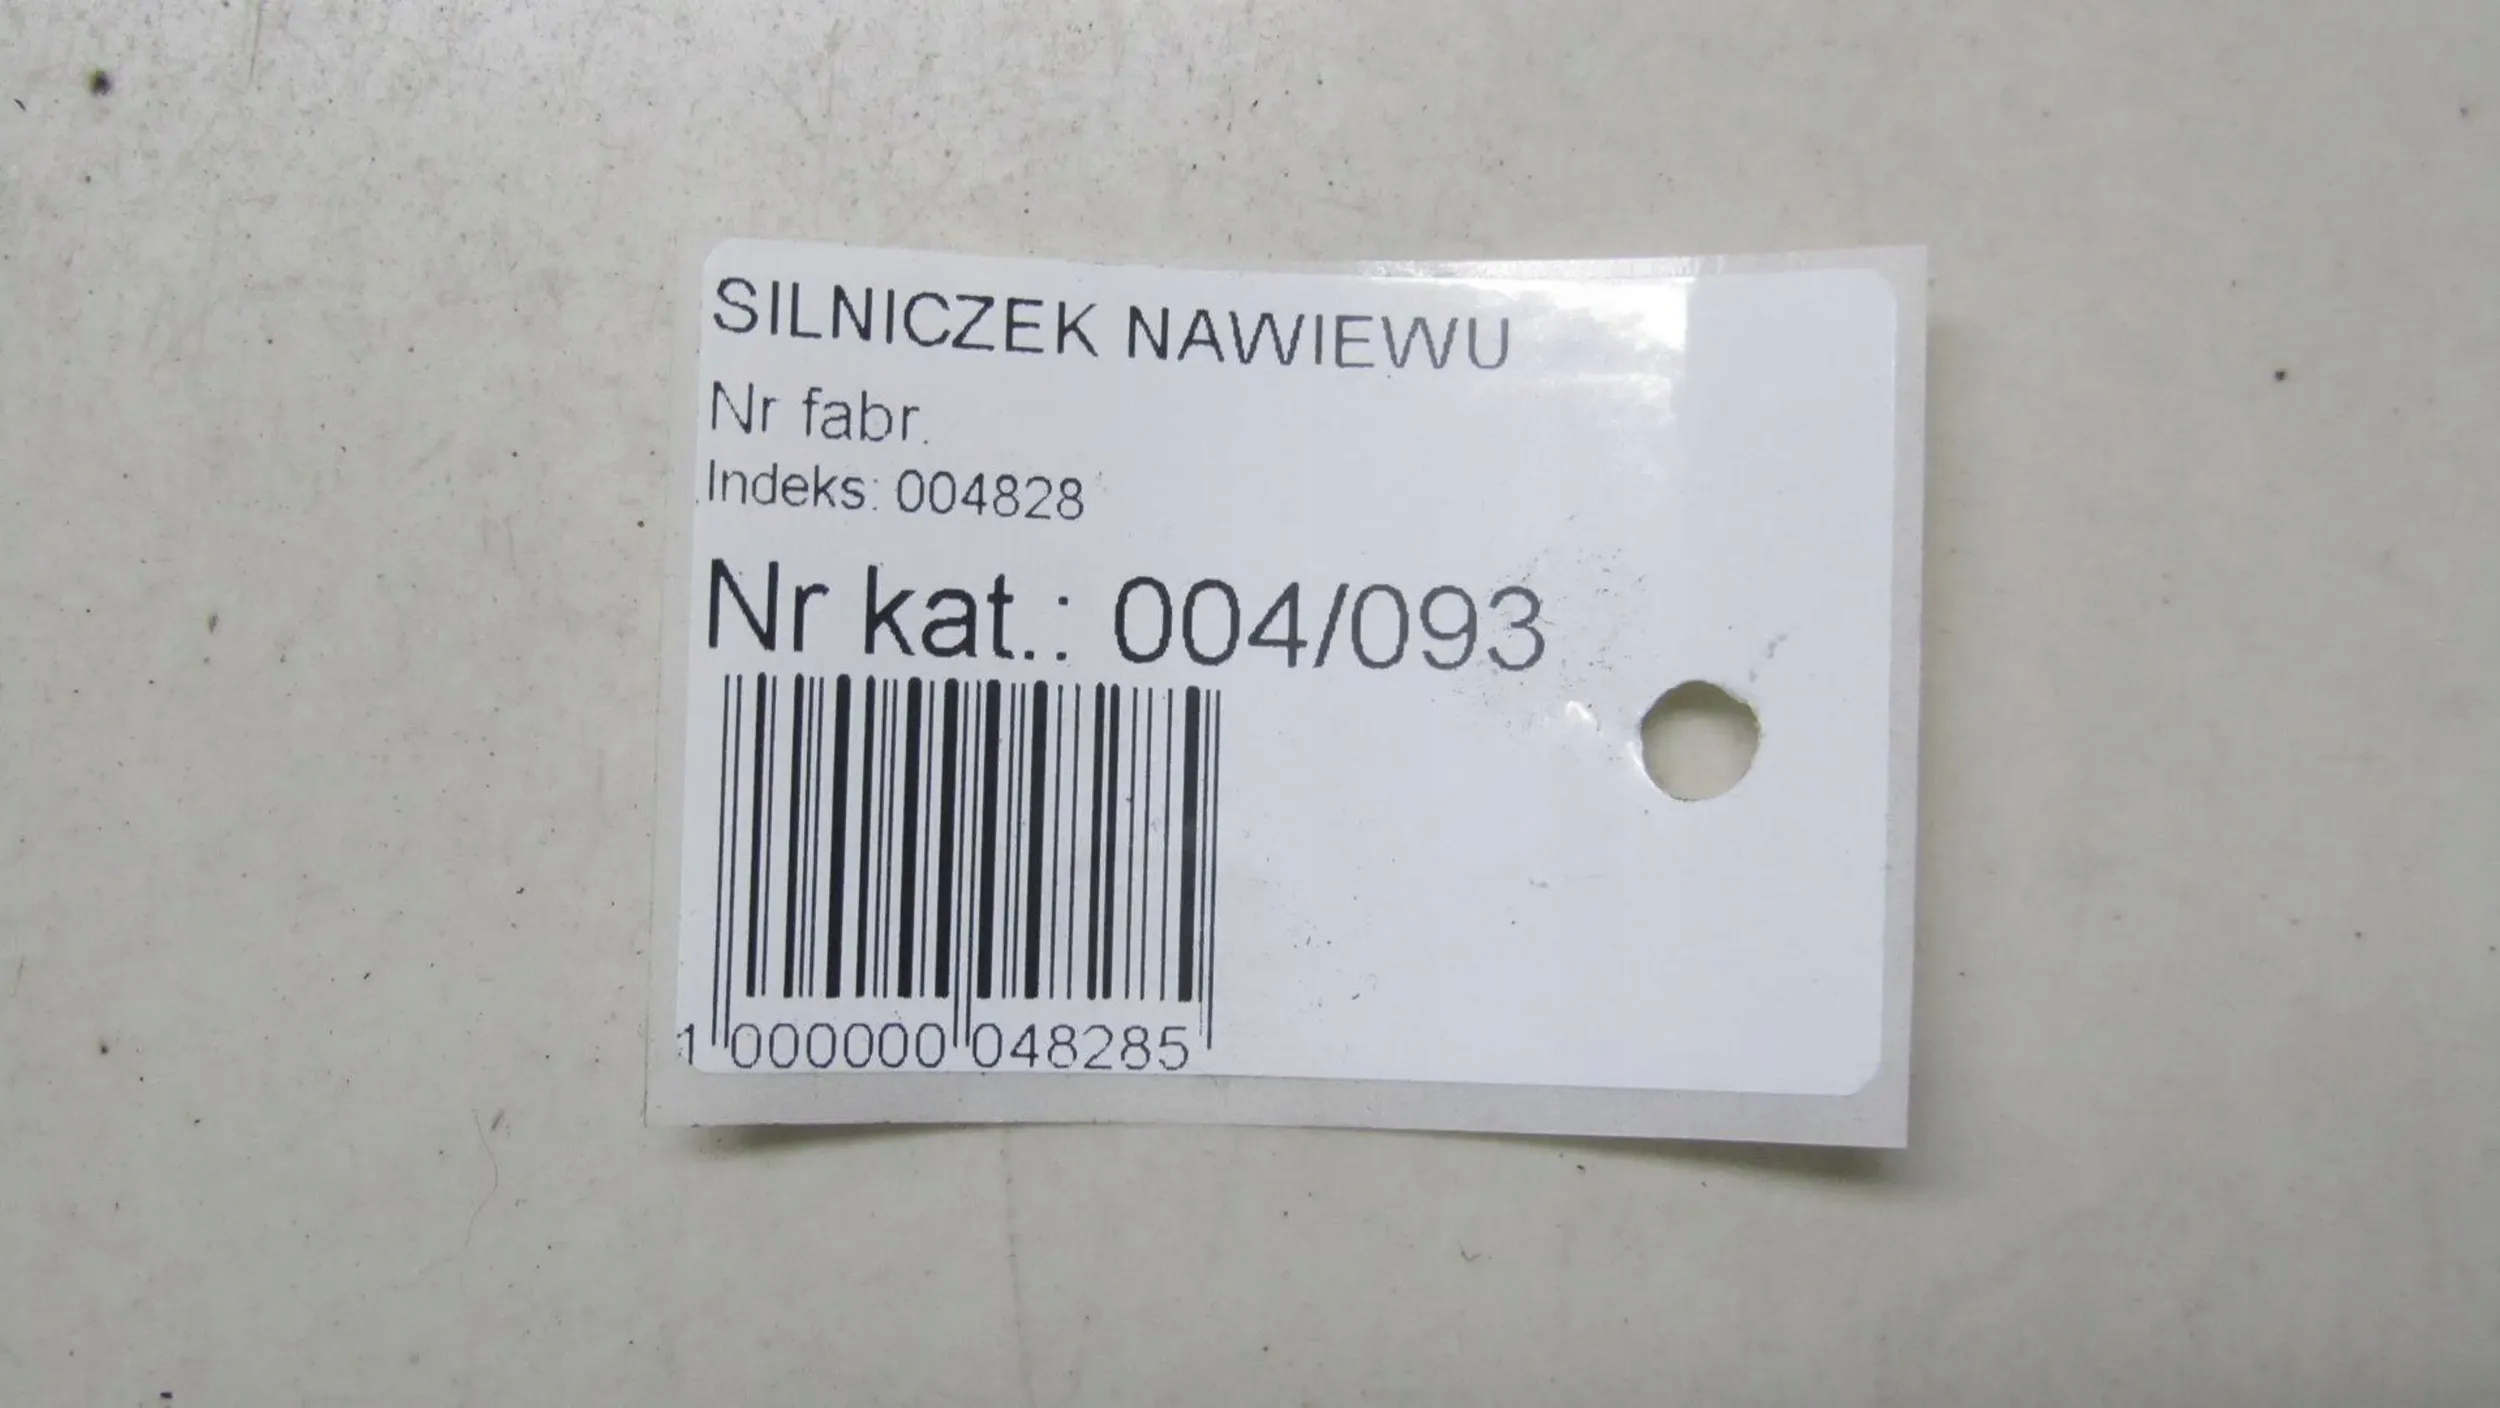 SILNICZEK NAWIEWU
Nr fabr.
Indeks: 004828
Nr kat.: 004/093
1 000000 048285